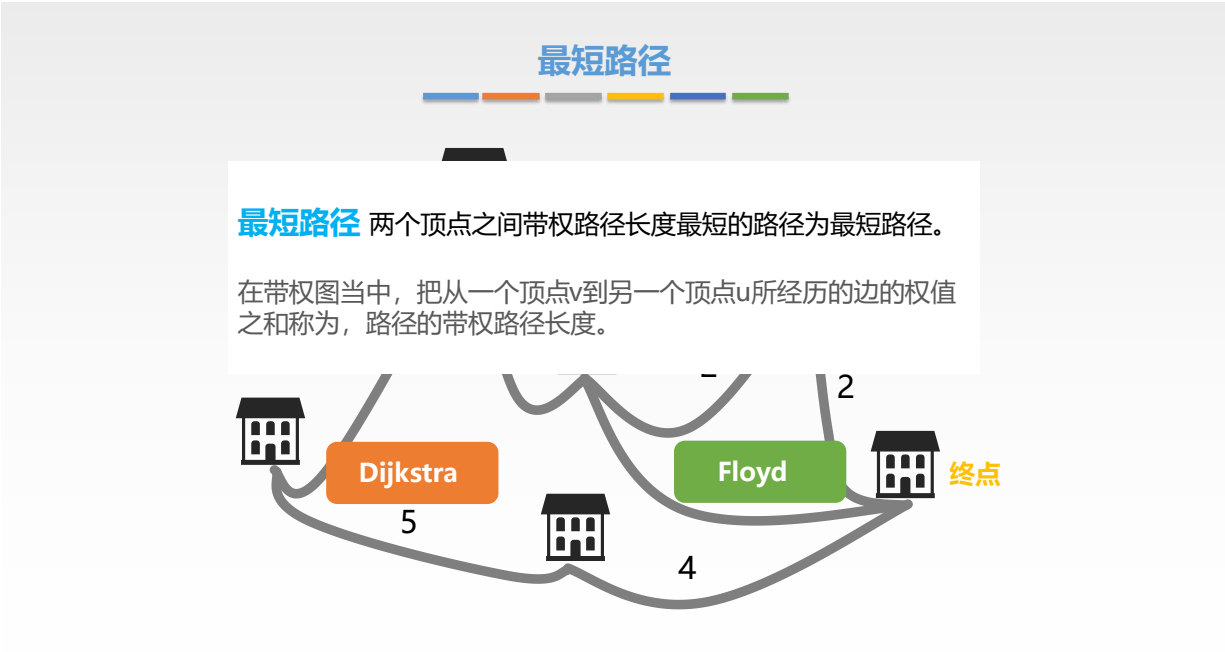 最短路径
最短路径 两个顶点之间带权路径长度最短的路径为最短路径。
在带权图当中，把从一个顶点v到另一个顶点u所经历的边的权值
之和称为，路径的带权路径长度。
2
Dijkstra
Floyd
终点
5
4